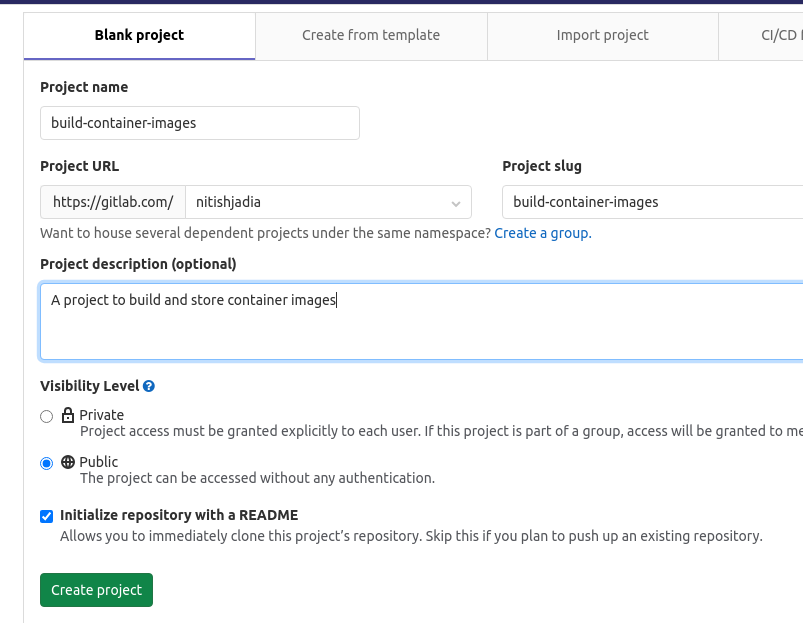 Blank project
Create from template
Import project
CI/CD
Project name
build-container-images
Project URL
Project slug
https://gitlab.com/ nitishjadia
build-container-images
Want to house several dependent projects under the same namespace? Create a group.
Project description (optional)
A project to build and store container images
Visibility Level
Private
Project access must be granted explicitly to each user. If this project is part of a group, access will be granted to me
Public
The project can be accessed without any authentication.
Initialize repository with a README
Allows you to immediately clone this project's repository. Skip this if you plan to push up an existing repository.
Create project